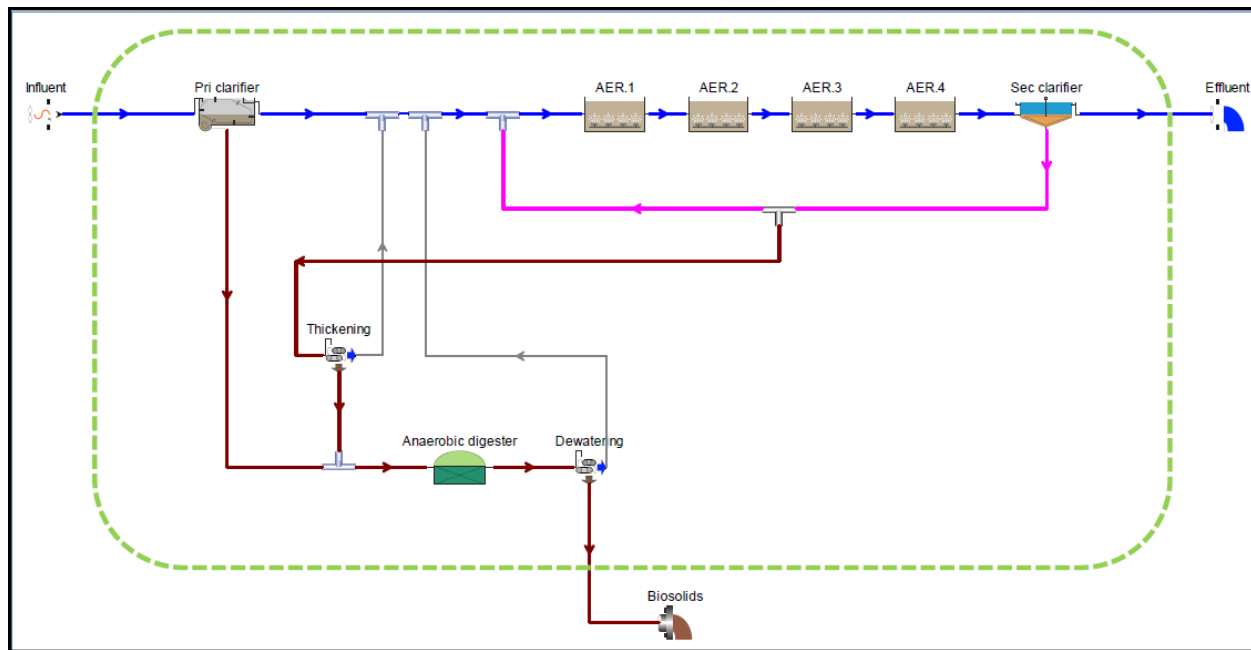 Influent
Pri clarifier
AER.1
AER.2
AER.3
AER.4
Sec clarifier
Effluent
Thickening
Anaerobic digester
Dewatering
Biosolids